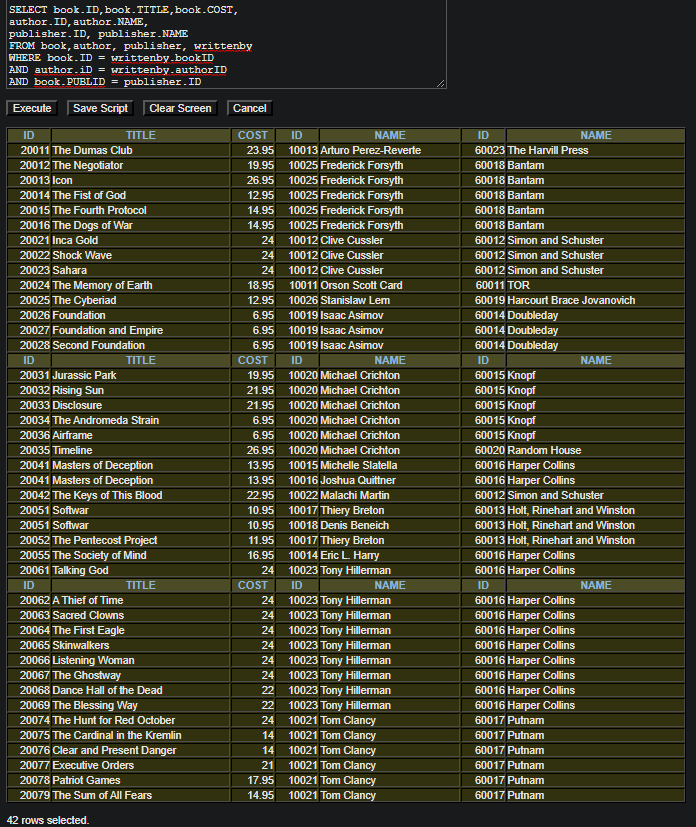 SELECT book.ID,book.TITLE,book.COST,
author.ID,author.NAME,
publisher.ID, publisher.NAME
FROM book,author, publisher, writtenby
WHERE book.ID = writtenby.bookID
AND author.iD = writtenby.authorID
AND book.PUBLID = publisher.ID
Execute Save Script Clear Screen Cancel
ID TITLE COST ID NAME ID NAME
20011 The Dumas Club 23.95 10013 Arturo Perez-Reverte 60023 The Harvill Press
20012 The Negotiator 19.95 10025 Frederick Forsyth 60018 Bantam
20013 Icon 26.95 10025 Frederick Forsyth 60018 Bantam
20014 The Fist of God 12.95 10025 Frederick Forsyth 60018 Bantam
20015 The Fourth Protocol 14.95 10025 Frederick Forsyth 60018 Bantam
20016 The Dogs of War 14.95 10025 Frederick Forsyth 60018 Bantam
20021 Inca Gold 24 10012 Clive Cussler 60012 Simon and Schuster
20022 Shock Wave 24 10012 Clive Cussler 60012 Simon and Schuster
20023 Sahara 24 10012 Clive Cussler 60012 Simon and Schuster
20024 The Memory of Earth 18.95 10011 Orson Scott Card 60011 TOR
20025 The Cyberiad 12.95 10026 Stanislaw Lem 60019 Harcourt Brace Jovanovich
20026 Foundation 6.95 10019 Isaac Asimov 60014 Doubleday
20027 Foundation and Empire 6.95 10019 Isaac Asimov 60014 Doubleday
20028 Second Foundation 6.95 10019 Isaac Asimov 60014 Doubleday
ID TITLE COST ID NAME ID NAME
20031 Jurassic Park 19.95 10020 Michael Crichton 60015 Knopf
20032 Rising Sun 21.95 10020 Michael Crichton 60015 Knopf
20033 Disclosure 21.95 10020 Michael Crichton 60015 Knopf
20034 The Andromeda Strain 6.95 10020 Michael Crichton 60015 Knopf
20036 Airframe 6.95 10020 Michael Crichton 60015 Knopf
20035 Timeline 26.95 10020 Michael Crichton 60020 Random House
20041 Masters of Deception 13.95 10015 Michelle Slatella 60016 Harper Collins
20041 Masters of Deception 13.95 10016 Joshua Quittner 60016 Harper Collins
20042 The Keys of This Blood 22.95 10022 Malachi Martin 60012 Simon and Schuster
20051 Softwar 10.95 10017 Thiery Breton 60013 Holt, Rinehart and Winston
20051 Softwar 10.95 10018 Denis Beneich 60013 Holt, Rinehart and Winston
20052 The Pentecost Project 11.95 10017 Thiery Breton 60013 Holt, Rinehart and Winston
20055 The Society of Mind 16.95 10014 Eric L. Harry 60016 Harper Collins
20061 Talking God 24 10023 Tony Hillerman 60016 Harper Collins
ID TITLE COST ID NAME ID NAME
20062 A Thief of Time 24 10023 Tony Hillerman 60016 Harper Collins
20063 Sacred Clowns 24 10023 Tony Hillerman 60016 Harper Collins
20064 The First Eagle 24 10023 Tony Hillerman 60016 Harper Collins
20065 Skinwalkers 24 10023 Tony Hillerman 60016 Harper Collins
20066 Listening Woman 24 10023 Tony Hillerman 60016 Harper Collins
20067 The Ghostway 24 10023 Tony Hillerman 60016 Harper Collins
20068 Dance Hall of the Dead 22 10023 Tony Hillerman 60016 Harper Collins
20069 The Blessing Way 22 10023 Tony Hillerman 60016 Harper Collins
20074 The Hunt for Red October 24 10021 Tom Clancy 60017 Putnam
20075 The Cardinal in the Kremlin 14 10021 Tom Clancy 60017 Putnam
20076 Clear and Present Danger 14 10021 Tom Clancy 60017 Putnam
20077 Executive Orders 21 10021 Tom Clancy 60017 Putnam
20078 Patriot Games 17.95 10021 Tom Clancy 60017 Putnam
20079 The Sum of All Fears 14.95 10021 Tom Clancy 60017 Putnam
42 rows selected.